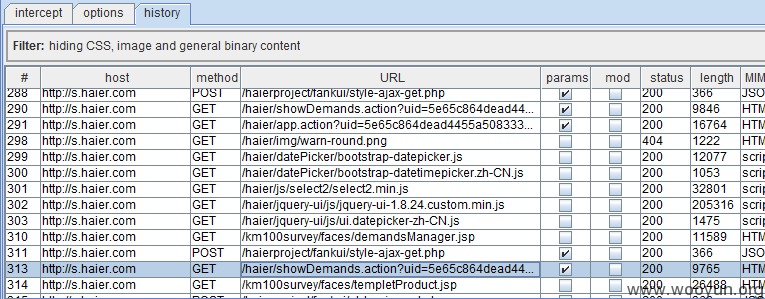 intercept options history
Filter: hiding CSS, image and general binary content
# host method URL params mod status length MIM
288 http://s.haier.com POST /haierproject/fankui/style-ajax-get.php 200 366 JSO
290 http://s.haier.com GET /haier/showDemands.action?uid=5e65c864dead44... 200 9846 HTM
291 http://s.haier.com GET /haier/app.action?uid=5e65c864dead4455a508333... 200 16764 HTM
298 http://s.haier.com GET /haier/img/warn-round.png 404 1222 HTM
299 http://s.haier.com GET /haier/datePicker/bootstrap-datepicker.js 200 12077 scrip
300 http://s.haier.com GET /haier/datePicker/bootstrap-datetimepicker.zh-CN.js 200 1053 scrip
301 http://s.haier.com GET /haier/js/select2/select2.min.js 200 32801 scrip
302 http://s.haier.com GET /haier/jquery-ui/js/jquery-ui-1.8.24.custom.min.js 200 205316 scrip
303 http://s.haier.com GET /haier/jquery-ui/js/ui.datepicker-zh-CN.js 200 1475 scrip
310 http://s.haier.com GET /km100survey/faces/demandsManager.jsp 200 11589 HTM
311 http://s.haier.com POST /haierproject/fankui/style-ajax-get.php 200 366 JSO
313 http://s.haier.com GET /haier/showDemands.action?uid=5e65c864dead44... 200 9765 HTM
314 http://s.haier.com GET /km100survey/faces/templetProduct.jsp 200 26488 HTM
www.wooyun.org